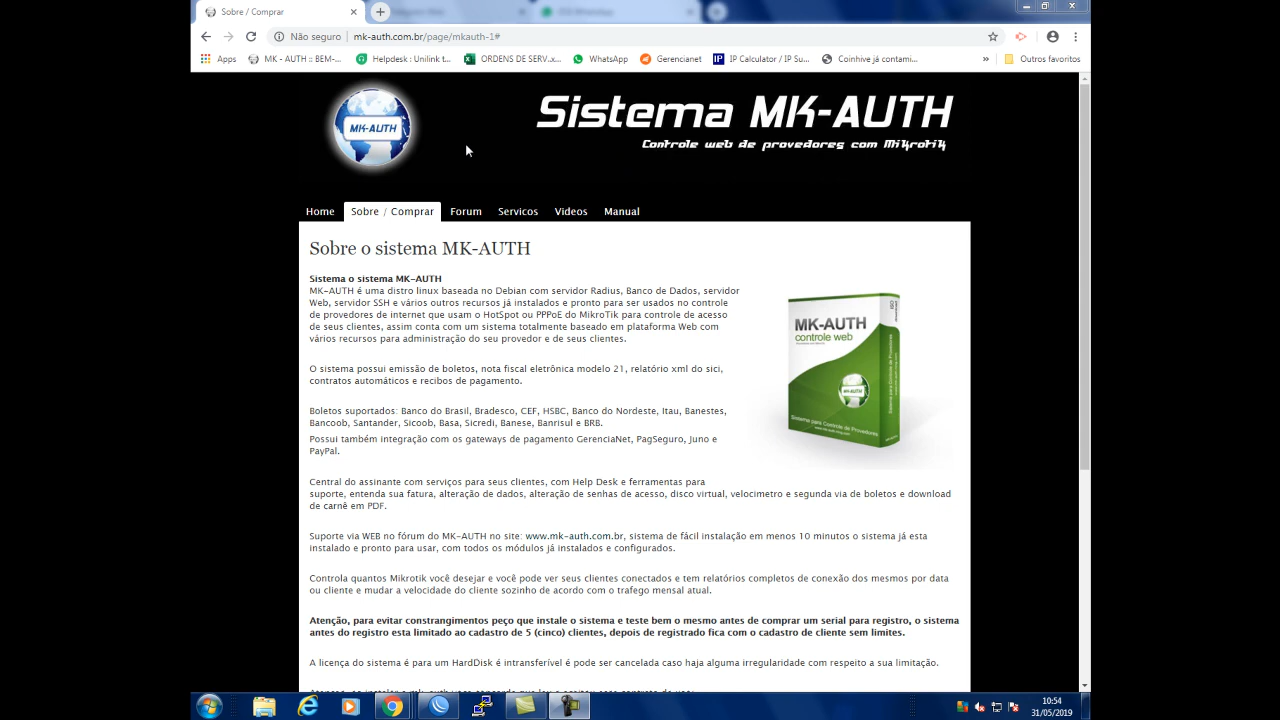 Sobre / Comprar
Não seguro
mk-auth.com.br/page/mkauth-1#
Apps
MK - AUTH :: BEM-...
Helpdesk : Unilink t...
ORDENS DE SERV..x...
WhatsApp
Gerencianet
IP Calculator / IP Su...
Coinhive já contami...
»
Outros favoritos
MK-AUTH
Sistema MK-AUTH
Controle web de provedores com Mikrotik
Home
Sobre / Comprar
Forum
Servicos
Videos
Manual
Sobre o sistema MK-AUTH
Sistema o sistema MK-AUTH
MK-AUTH é uma distro linux baseada no Debian com servidor Radius, Banco de Dados, servidor
Web, servidor SSH e vários outros recursos já instalados e pronto para ser usados no controle
de provedores de internet que usam o HotSpot ou PPPoE do MikroTik para controle de acesso
de seus clientes, assim conta com um sistema totalmente baseado em plataforma Web com
vários recursos para administração do seu provedor e de seus clientes.
O sistema possui emissão de boletos, nota fiscal eletrônica modelo 21, relatório xml do sici,
contratos automáticos e recibos de pagamento.
Boletos suportados: Banco do Brasil, Bradesco, CEF, HSBC, Banco do Nordeste, Itau, Banestes,
Bancoob, Santander, Sicoob, Basa, Sicredi, Banese, Banrisul e BRB.
Possui também integração com os gateways de pagamento GerenciaNet, PagSeguro, Juno e
PayPal.
MK-AUTH
controle web
MK-AUTH
Sistema para Controle de Provedores
Central do assinante com serviços para seus clientes, com Help Desk e ferramentas para
suporte, entenda sua fatura, alteração de dados, alteração de senhas de acesso, disco virtual, velocimetro e segunda via de boletos e download
de carnê em PDF.
Suporte via WEB no fórum do MK-AUTH no site: www.mk-auth.com.br, sistema de fácil instalação em menos 10 minutos o sistema já esta
instalado e pronto para usar, com todos os módulos já instalados e configurados.
Controla quantos Mikrotik você desejar e você pode ver seus clientes conectados e tem relatórios completos de conexão dos mesmos por data
ou cliente e mudar a velocidade do cliente sozinho de acordo com o trafego mensal atual.
Atenção, para evitar constrangimentos peço que instale o sistema e teste bem o mesmo antes de comprar um serial para registro, o sistema
antes do registro esta limitado ao cadastro de 5 (cinco) clientes, depois de registrado fica com o cadastro de cliente sem limites.
A licença do sistema é para um HardDisk é intransferível é pode ser cancelada caso haja alguma irregularidade com respeito a sua limitação.
10:54
31/05/2019